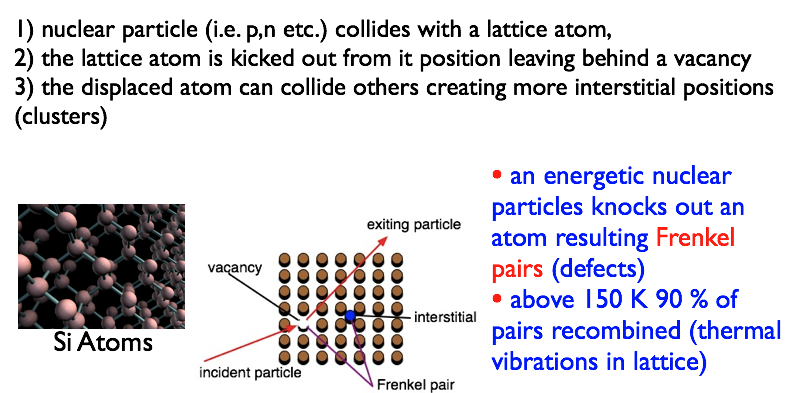 1) nuclear particle (i.e. p,n etc.) collides with a lattice atom,
2) the lattice atom is kicked out from it position leaving behind a vacancy
3) the displaced atom can collide others creating more interstitial positions
(clusters)
• an energetic nuclear
particles knocks out an
atom resulting Frenkel
pairs (defects)
• above 150 K 90 % of
pairs recombined (thermal
vibrations in lattice)
Si Atoms
exiting particle
vacancy
interstitial
incident particle
Frenkel pair